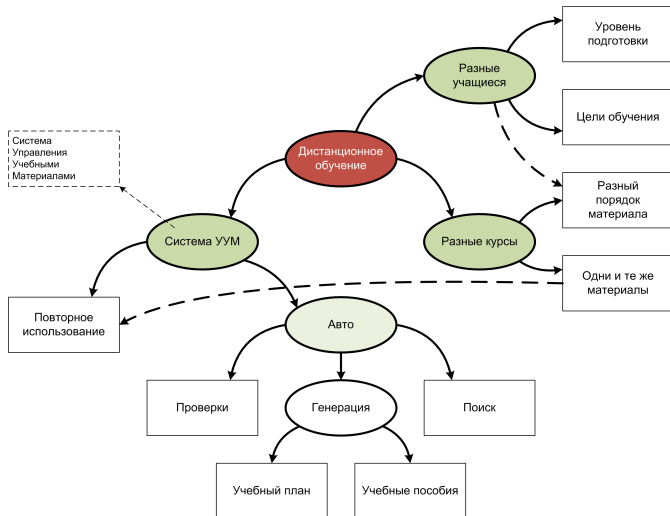 Уровень
подготовки
Разные
учащиеся
Цели обучения
Дистанционное
обучение
Система
Управления
Учебными
Материалами
Разный
порядок
материала
Система УУМ
Разные курсы
Одни и те же
материалы
Повторное
использование
Авто
Проверки
Генерация
Поиск
Учебный план
Учебные пособия